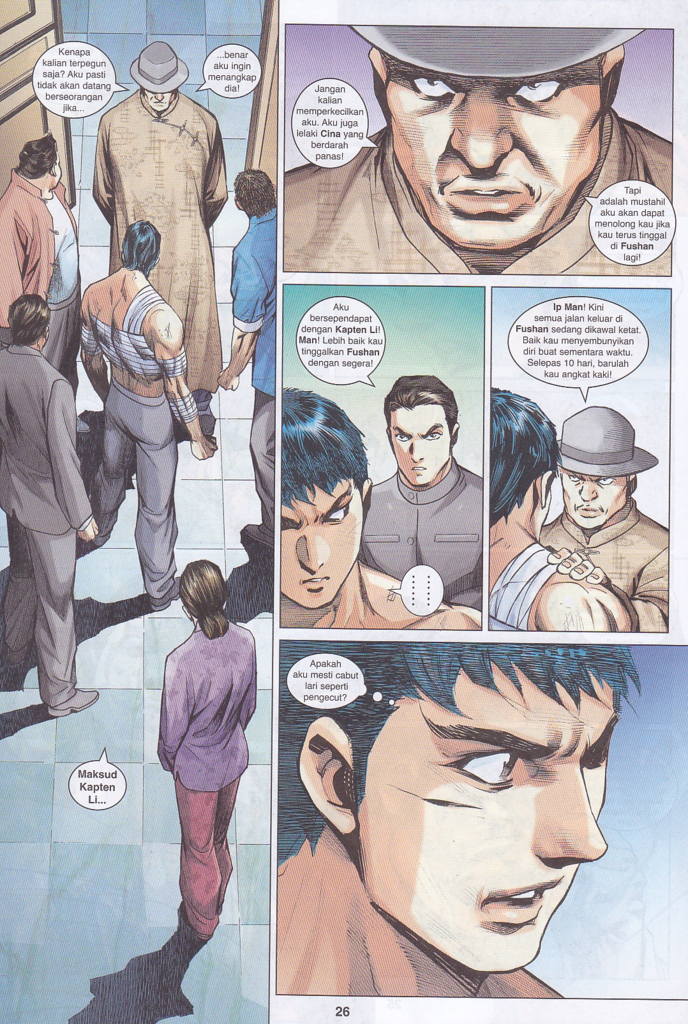 Kenapa
kalian terpegun
saja? Aku pasti
tidak akan datang
berseorangan
jika...
...benar
aku ingin
menangkap
dia!
Maksud
Kapten
Li...
Jangan
kalian
memperkecilkan
aku. Aku juga
lelaki Cina yang
berdarah
panas!
Tapi
adalah mustahil
aku akan dapat
menolong kau jika
kau terus tinggal
di Fushan
lagi!
Aku
bersependapat
dengan Kapten Li!
Man! Lebih baik kau
tinggalkan Fushan
dengan segera!
Ip Man! Kini
semua jalan keluar di
Fushan sedang dikawal ketat.
Baik kau menyembunyikan
diri buat sementara waktu.
Selepas 10 hari, barulah
kau angkat kaki!
Apakah
aku mesti cabut
lari seperti
pengecut?
26